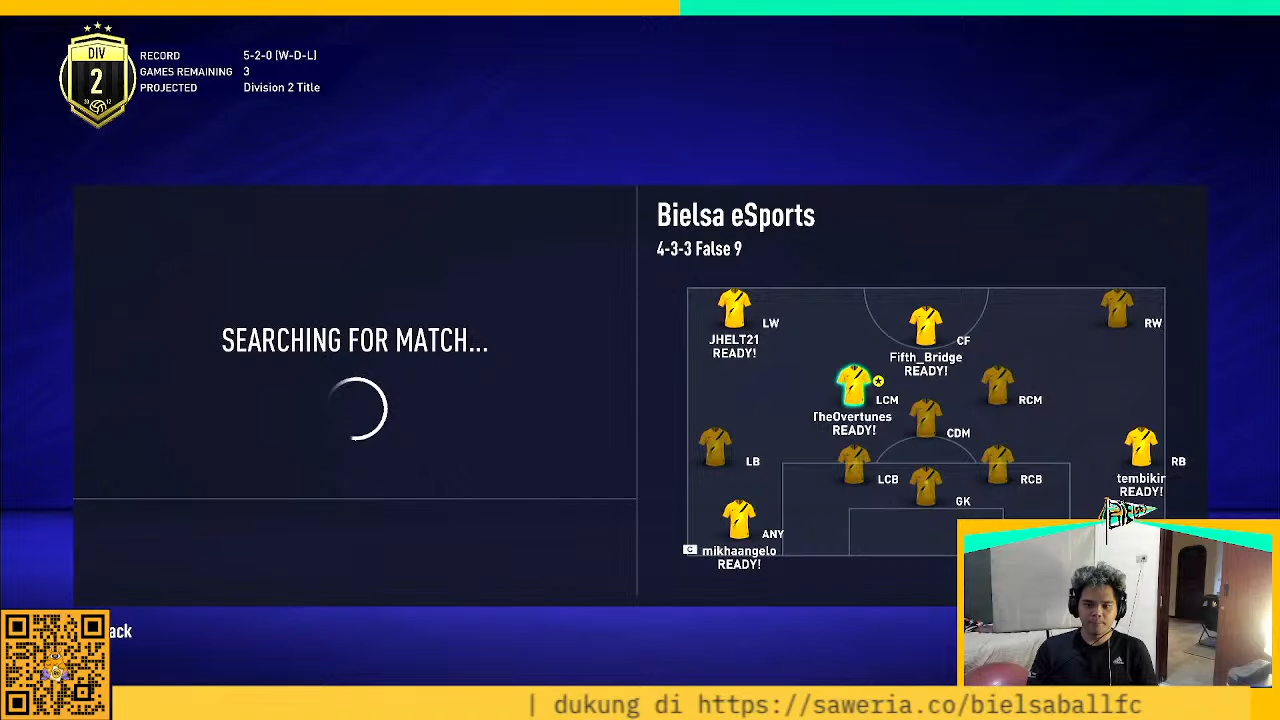 DIV
2
RECORD 5-2-0 (W-D-L)
GAMES REMAINING 3
PROJECTED Division 2 Title
SEARCHING FOR MATCH...
Bielsa eSports
4-3-3 False 9
LW
JHELT21
READY!
CF
Fifth_Bridge
READY!
RW
LCM
TheOvertunes
READY!
RCM
CDM
LB
RB
tembikir
READY!
LCB
RCB
GK
ANY
C mikhaangelo
READY!
ack
| dukung di https://saweria.co/bielsaballfc